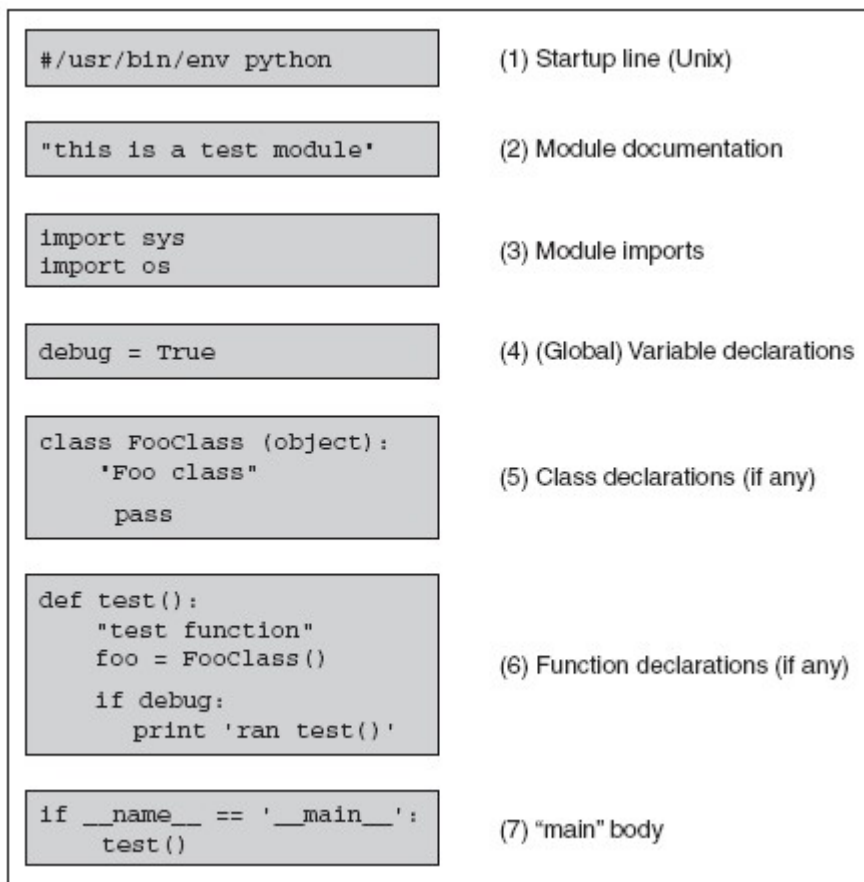 #/usr/bin/env python
(1) Startup line (Unix)
"this is a test module"
(2) Module documentation
import sys
import os
(3) Module imports
debug = True
(4) (Global) Variable declarations
class FooClass (object):
"Foo class"
pass
(5) Class declarations (if any)
def test():
"test function"
foo = FooClass()
if debug:
print 'ran test()'
(6) Function declarations (if any)
if __name__ == '__main__':
test()
(7) “main” body